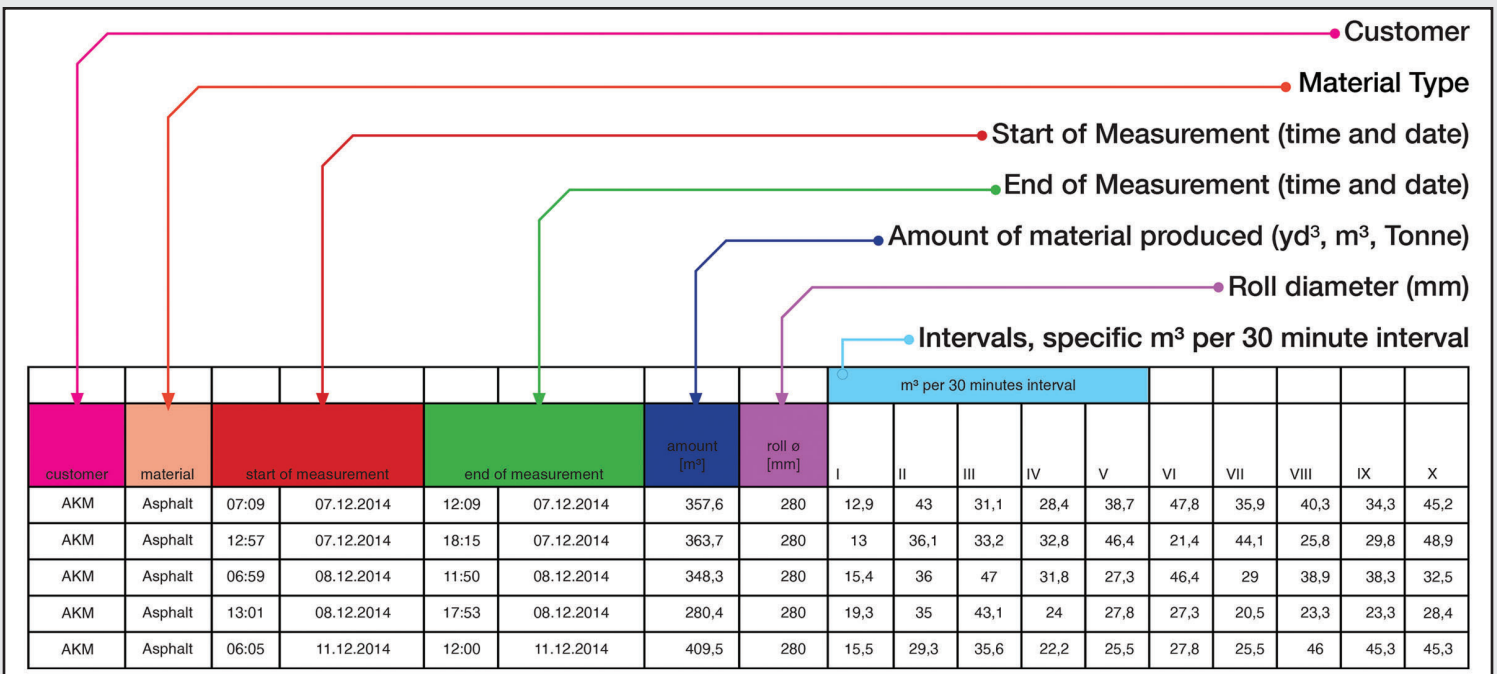 Customer
Material Type
Start of Measurement (time and date)
End of Measurement (time and date)
Amount of material produced (yd³, m³, Tonne)
Roll diameter (mm)
Intervals, specific m³ per 30 minute interval
m³ per 30 minutes interval
customer material start of measurement end of measurement amount [m³] roll ø [mm] I II III IV V VI VII VIII IX X
AKM Asphalt 07:09 07.12.2014 12:09 07.12.2014 357,6 280 12,9 43 31,1 28,4 38,7 47,8 35,9 40,3 34,3 45,2
AKM Asphalt 12:57 07.12.2014 18:15 07.12.2014 363,7 280 13 36,1 33,2 32,8 46,4 21,4 44,1 25,8 29,8 48,9
AKM Asphalt 06:59 08.12.2014 11:50 08.12.2014 348,3 280 15,4 36 47 31,8 27,3 46,4 29 38,9 38,3 32,5
AKM Asphalt 13:01 08.12.2014 17:53 08.12.2014 280,4 280 19,3 35 43,1 24 27,8 27,3 20,5 23,3 23,3 28,4
AKM Asphalt 06:05 11.12.2014 12:00 11.12.2014 409,5 280 15,5 29,3 35,6 22,2 25,5 27,8 25,5 46 45,3 45,3